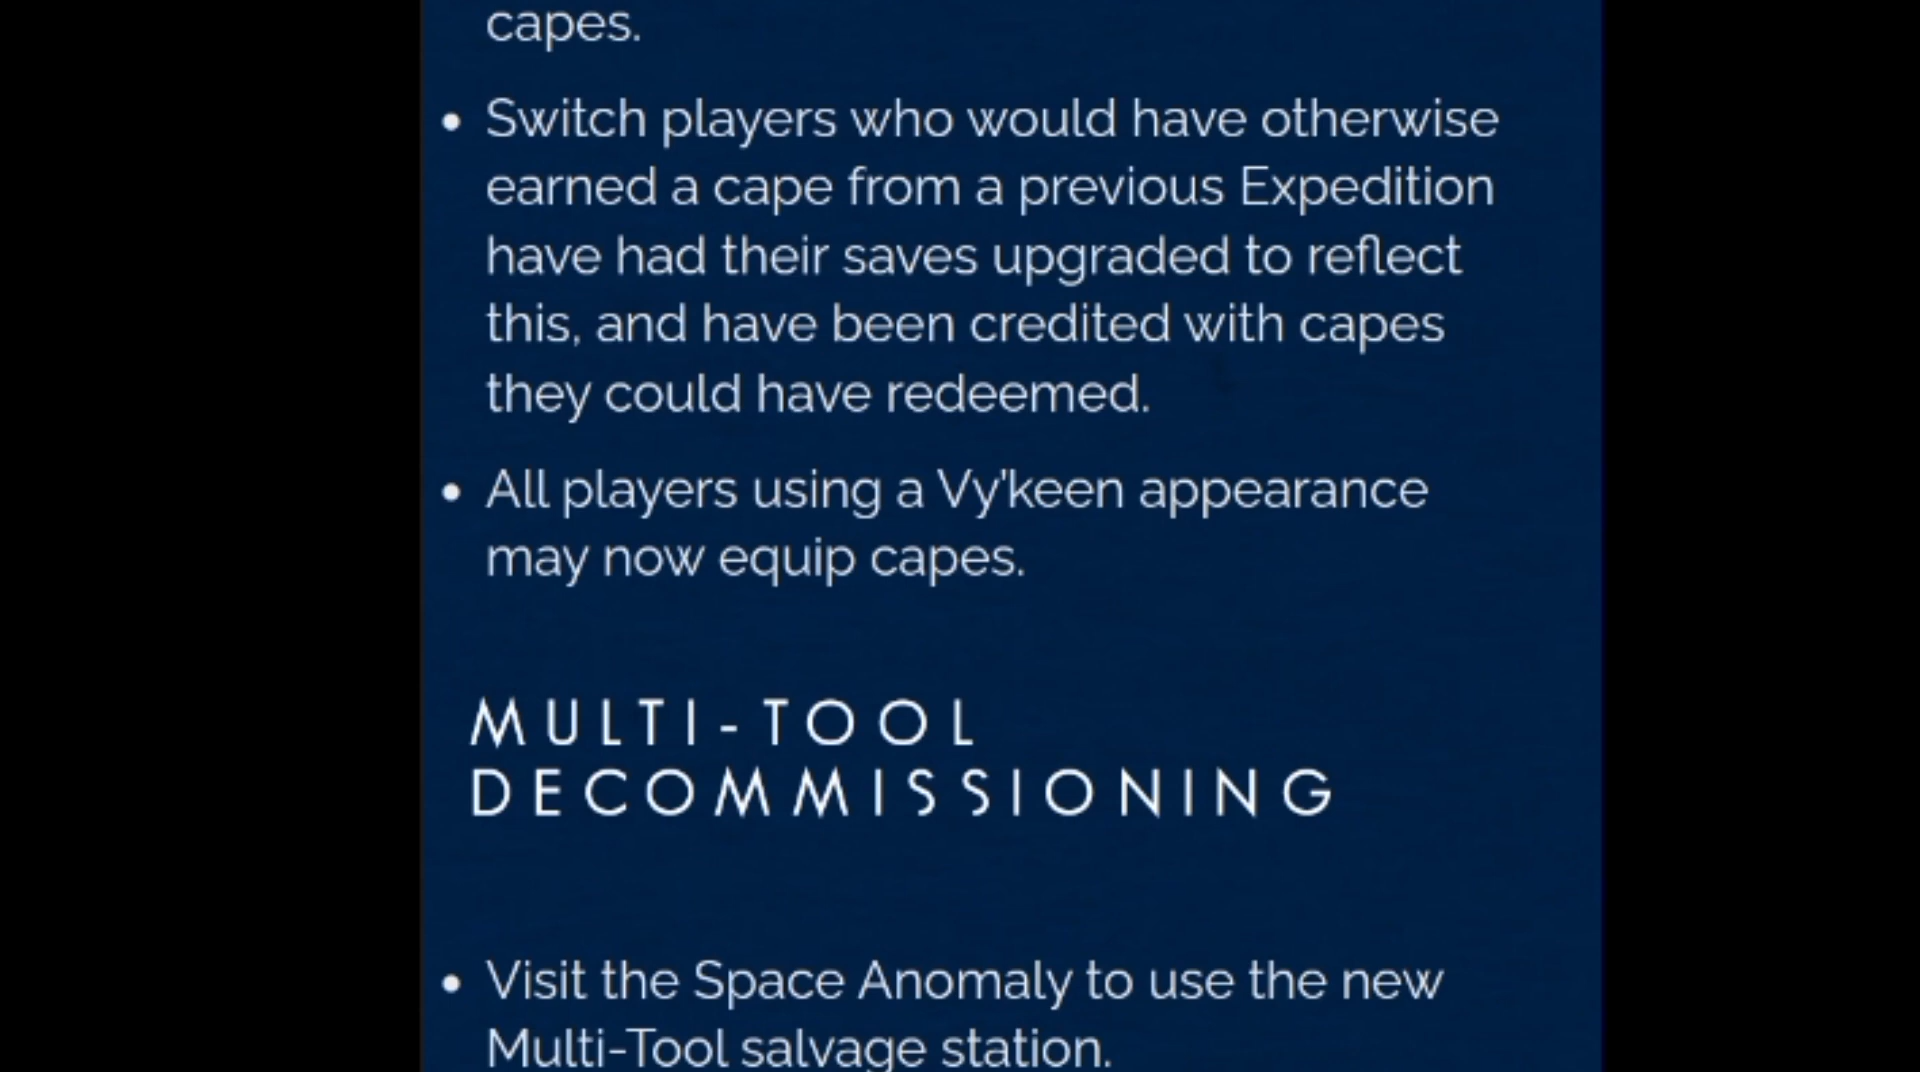 capes.
• Switch players who would have otherwise
earned a cape from a previous Expedition
have had their saves upgraded to reflect
this, and have been credited with capes
they could have redeemed.
• All players using a Vy'keen appearance
may now equip capes.
MULTI-TOOL
DECOMMISSIONING
• Visit the Space Anomaly to use the new
Multi-Tool salvage station.